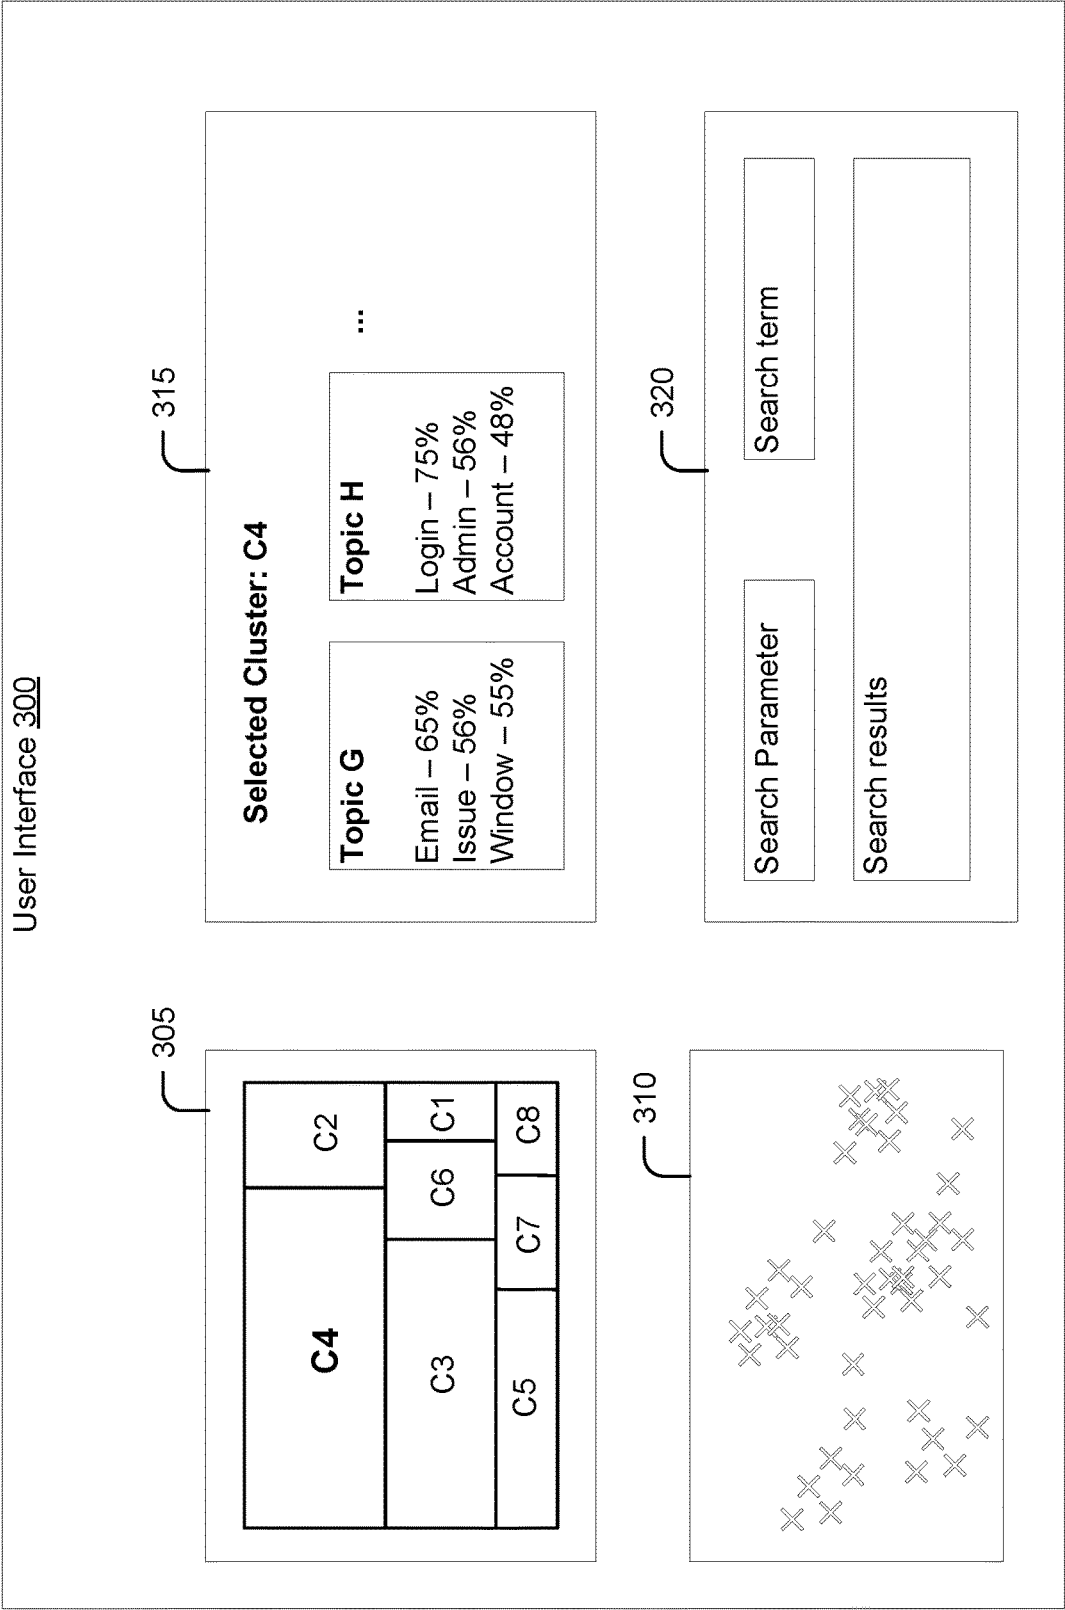 User Interface 300
305
C4
C2
C3
C6
C1
C5
C7
C8
315
Selected Cluster: C4
Topic G
Email – 65%
Issue – 56%
Window – 55%
Topic H
Login – 75%
Admin – 56%
Account – 48%
...
310
320
Search Parameter
Search term
Search results